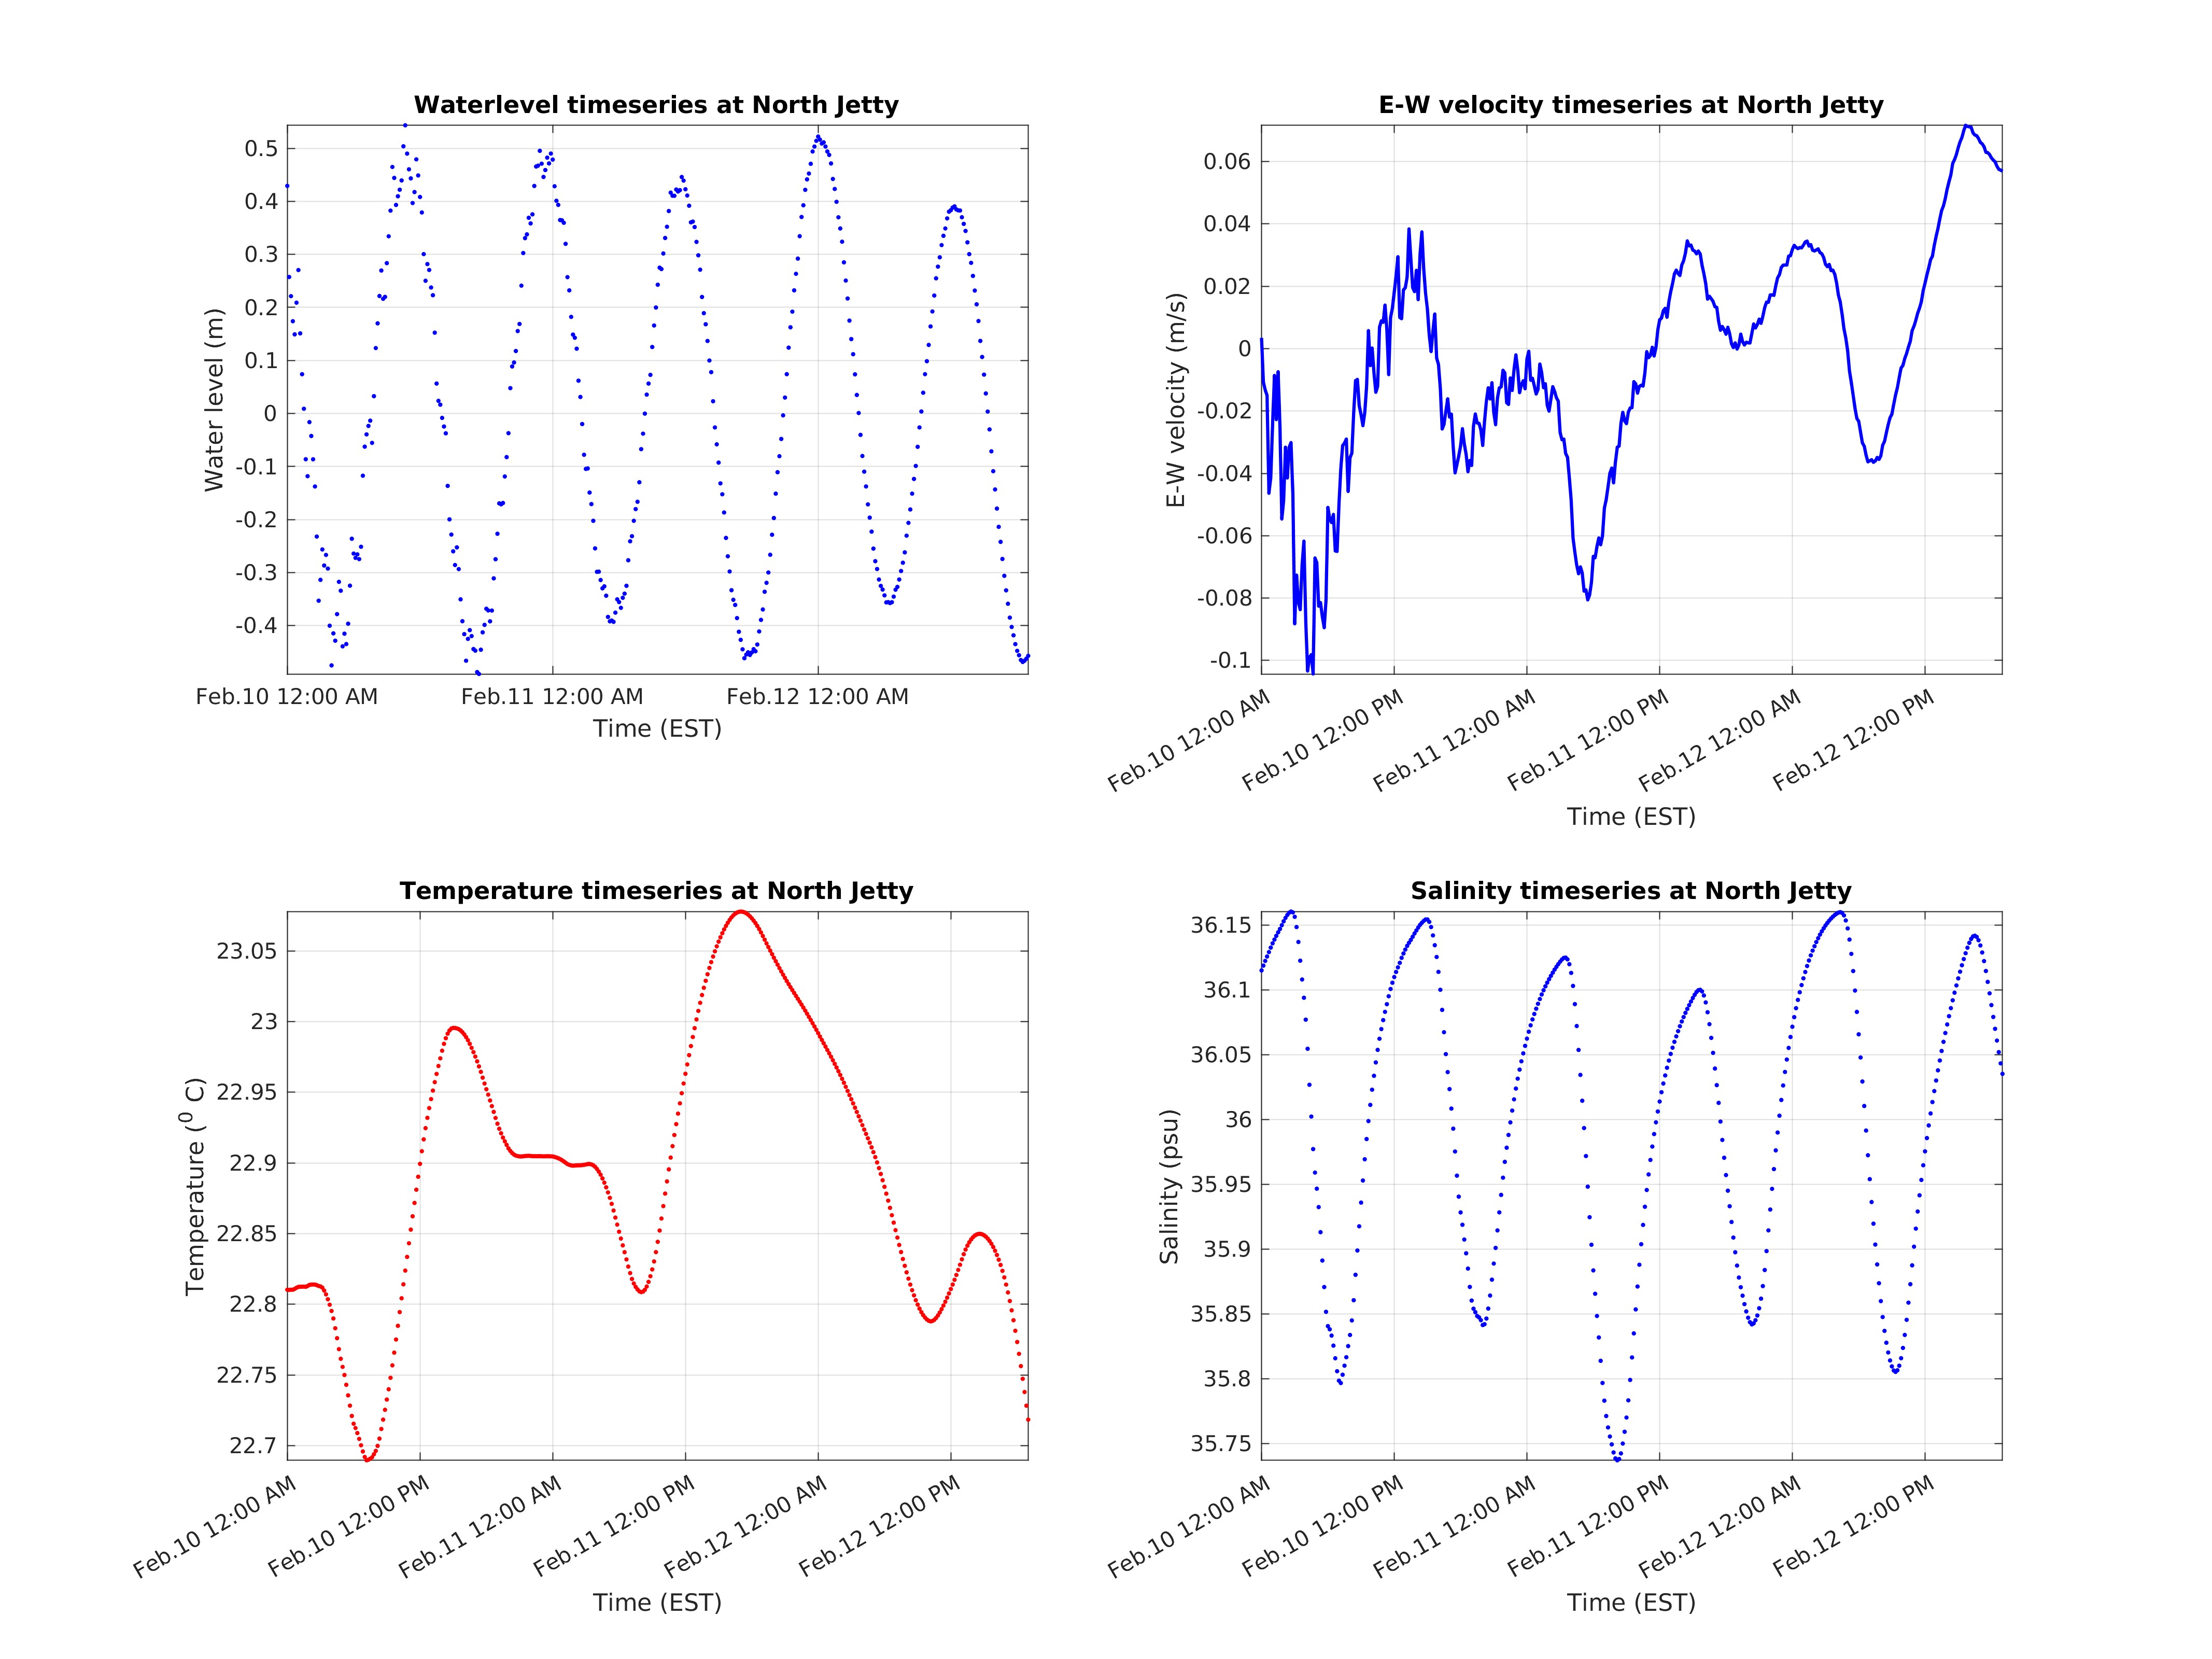 Waterlevel timeseries at North Jetty
Water level (m)
0.5
0.4
0.3
0.2
0.1
0
-0.1
-0.2
-0.3
-0.4
Feb.10 12:00 AM
Feb.11 12:00 AM
Feb.12 12:00 AM
Time (EST)
E-W velocity timeseries at North Jetty
E-W velocity (m/s)
0.06
0.04
0.02
0
-0.02
-0.04
-0.06
-0.08
-0.1
Feb.10 12:00 AM
Feb.10 12:00 PM
Feb.11 12:00 AM
Feb.11 12:00 PM
Feb.12 12:00 AM
Feb.12 12:00 PM
Time (EST)
Temperature timeseries at North Jetty
Temperature (⁰ C)
23.05
23
22.95
22.9
22.85
22.8
22.75
22.7
Feb.10 12:00 AM
Feb.10 12:00 PM
Feb.11 12:00 AM
Feb.11 12:00 PM
Feb.12 12:00 AM
Feb.12 12:00 PM
Time (EST)
Salinity timeseries at North Jetty
Salinity (psu)
36.15
36.1
36.05
36
35.95
35.9
35.85
35.8
35.75
Feb.10 12:00 AM
Feb.10 12:00 PM
Feb.11 12:00 AM
Feb.11 12:00 PM
Feb.12 12:00 AM
Feb.12 12:00 PM
Time (EST)